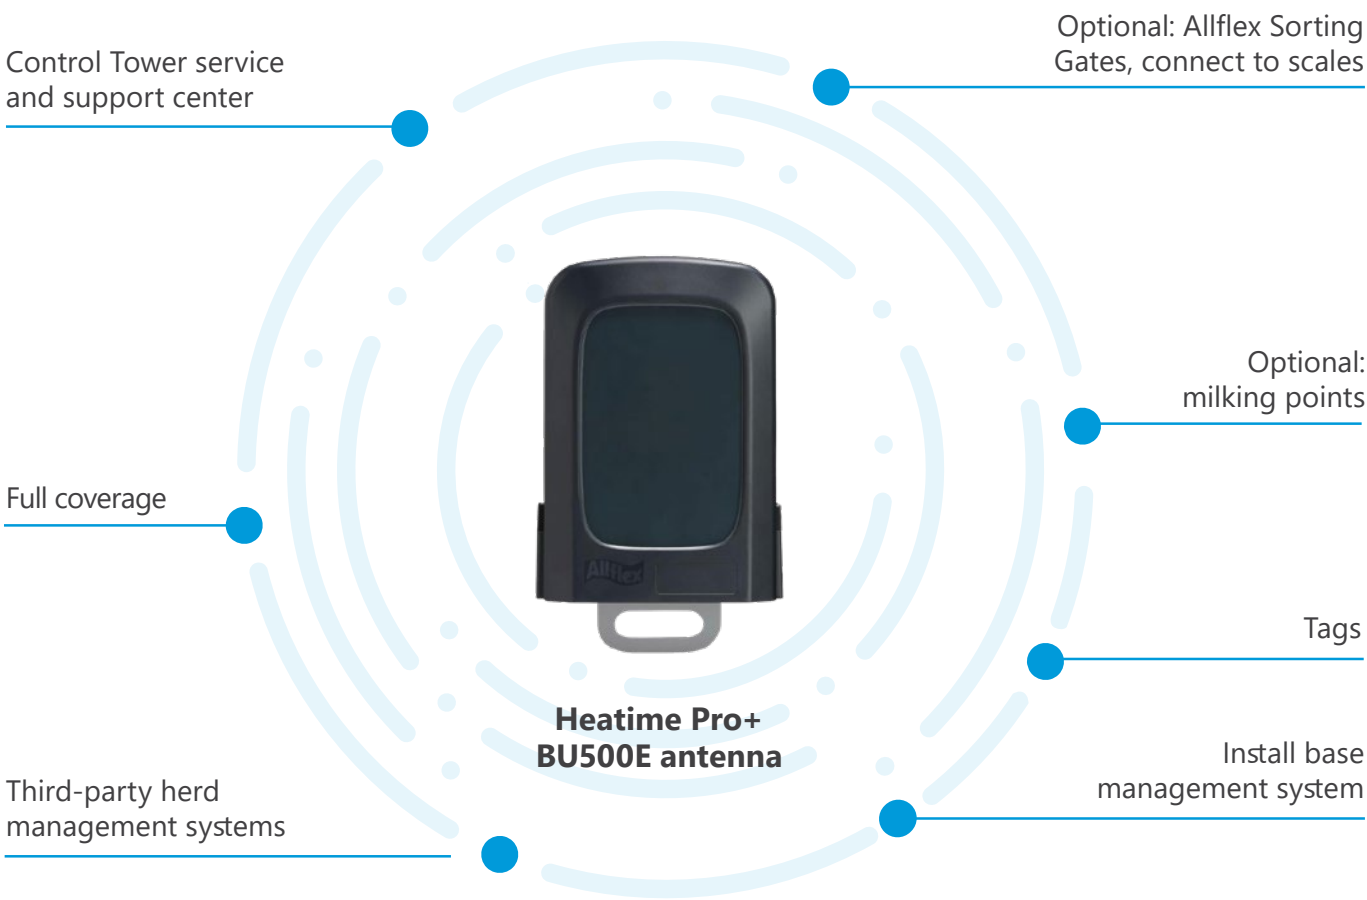 Control Tower service
and support center
Optional: Allflex Sorting
Gates, connect to scales
Optional:
milking points
Full coverage
Allflex
Tags
Heatime Pro+
BU500E antenna
Install base
management system
Third-party herd
management systems